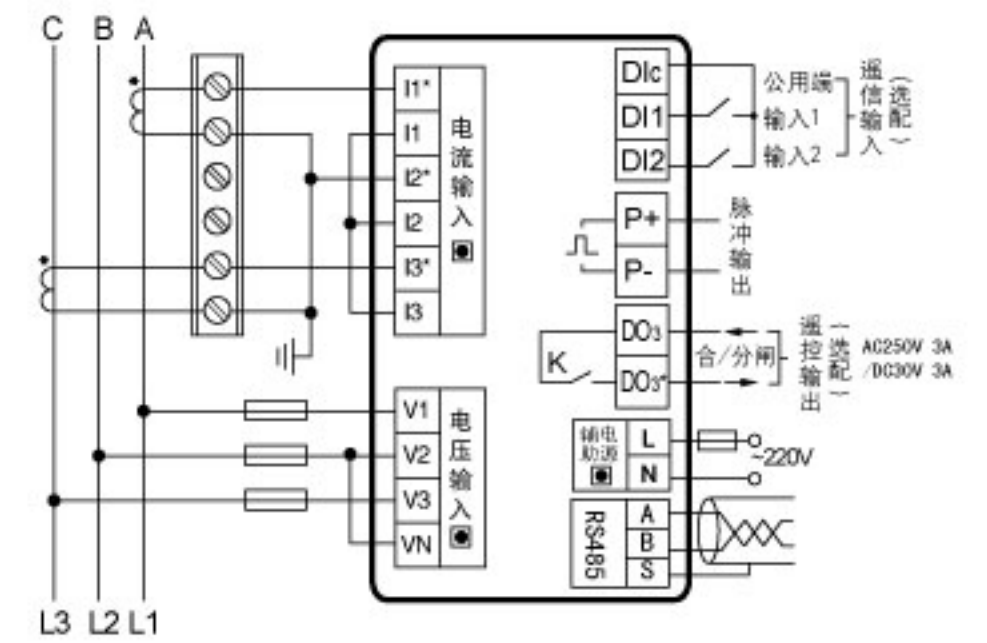 C B A
I1*
I1
I2*
I2
I3*
I3
电流输入
V1
V2
V3
VN
电压输入
L3 L2 L1
DIc
DI1
DI2
公用端
输入1
输入2
遥信输入
(选配)
P+
P-
脉冲输出
K
DO3
DO3*
合/分闸
遥控输出
(选配)
AC250V 3A
/DC30V 3A
辅电
助源
L
N
~220V
RS485
A
B
S